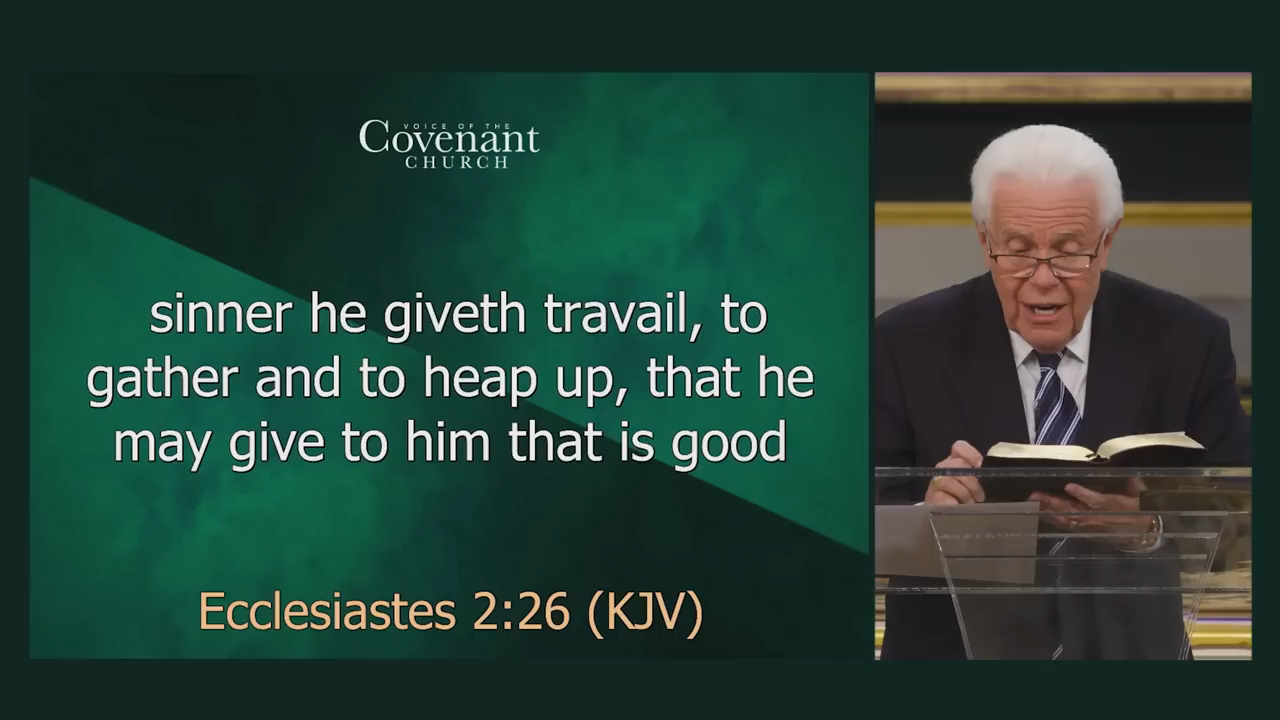 VOICE OF THE
Covenant
CHURCH
sinner he giveth travail, to
gather and to heap up, that he
may give to him that is good
Ecclesiastes 2:26 (KJV)